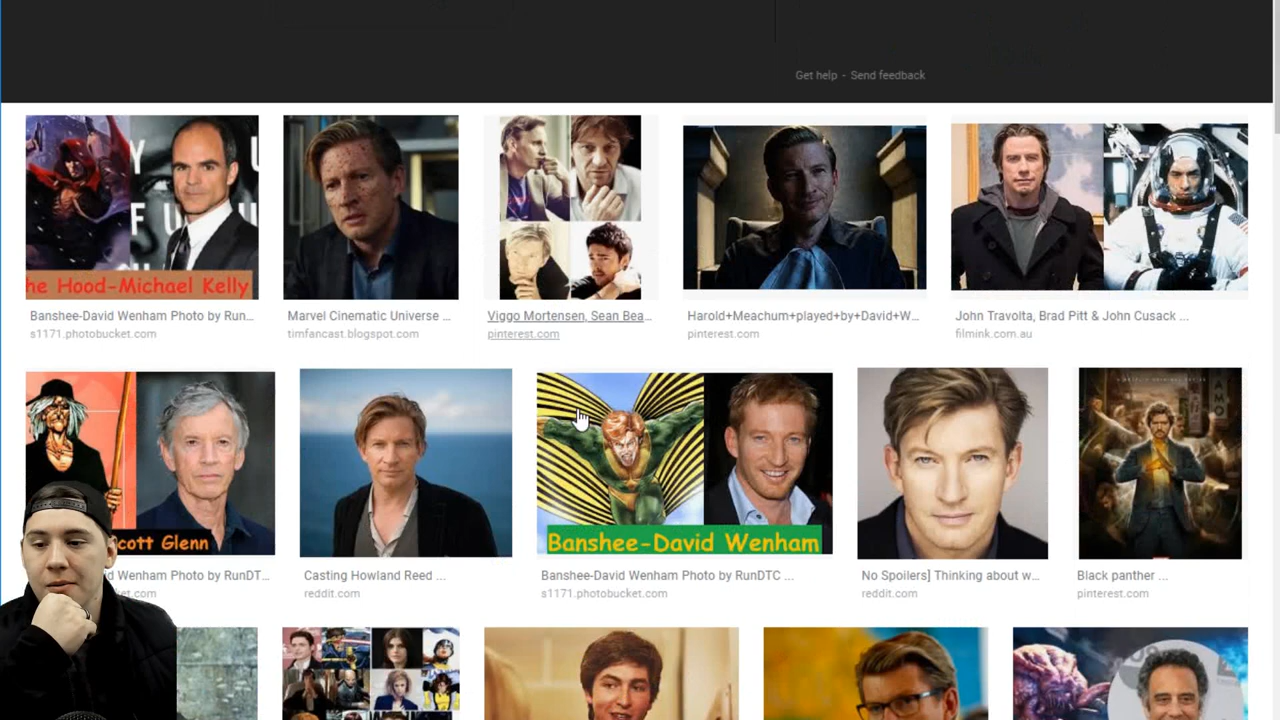 Get help - Send feedback
he Hood-Michael Kelly
Banshee-David Wenham Photo by Run...
s1171.photobucket.com
Marvel Cinematic Universe ...
timfancast.blogspot.com
Viggo Mortensen, Sean Bea...
pinterest.com
Harold+Meachum+played+by+David+W...
pinterest.com
John Travolta, Brad Pitt & John Cusack ...
filmink.com.au
cott Glenn
d Wenham Photo by RunDT...
et.com
Casting Howland Reed ...
reddit.com
Banshee-David Wenham
Banshee-David Wenham Photo by RunDTC ...
s1171.photobucket.com
No Spoilers] Thinking about w...
reddit.com
Black panther ...
pinterest.com